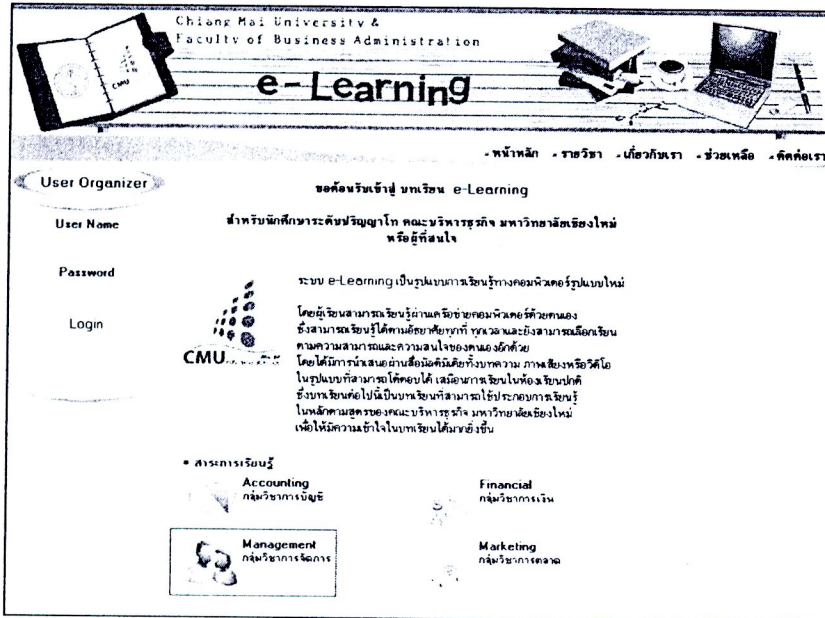 Chiang Mai University &
Faculty of Business Administration
e-Learning
CMU
- หน้าหลัก - รายวิชา - เกี่ยวกับเรา - ช่วยเหลือ - ติดต่อเรา
User Organizer
User Name
Password
Login
ขอต้อนรับเข้าสู่ บทเรียน e-Learning
สำหรับนักศึกษาระดับปริญญาโท คณะบริหารธุรกิจ มหาวิทยาลัยเชียงใหม่
หรือผู้ที่สนใจ
CMU
ระบบ e-Learning เป็นรูปแบบการเรียนรู้ทางคอมพิวเตอร์รูปแบบใหม่
โดยผู้เรียนสามารถเรียนรู้ผ่านเครือข่ายคอมพิวเตอร์ด้วยตนเอง
ซึ่งสามารถเรียนรู้ได้ตามอัธยาศัยทุกที่ ทุกเวลาและยังสามารถเลือกเรียน
ตามความสามารถและความสนใจของตนเองอีกด้วย
โดยได้มีการนำเสนอผ่านสื่อมัลติมีเดียทั้งบทความ ภาพเสียงหรือวีดีโอ
ในรูปแบบที่สามารถโต้ตอบได้ เสมือนการเรียนในห้องเรียนปกติ
ซึ่งบทเรียนต่อไปนี้เป็นบทเรียนที่สามารถใช้ประกอบการเรียนรู้
ในหลักตามสูตรของคณะบริหารธุรกิจ มหาวิทยาลัยเชียงใหม่
เพื่อให้มีความเข้าใจในบทเรียนได้มากยิ่งขึ้น
▪ สาระการเรียนรู้
Accounting
กลุ่มวิชาการบัญชี
Financial
กลุ่มวิชาการเงิน
Management
กลุ่มวิชาการจัดการ
Marketing
กลุ่มวิชาการตลาด